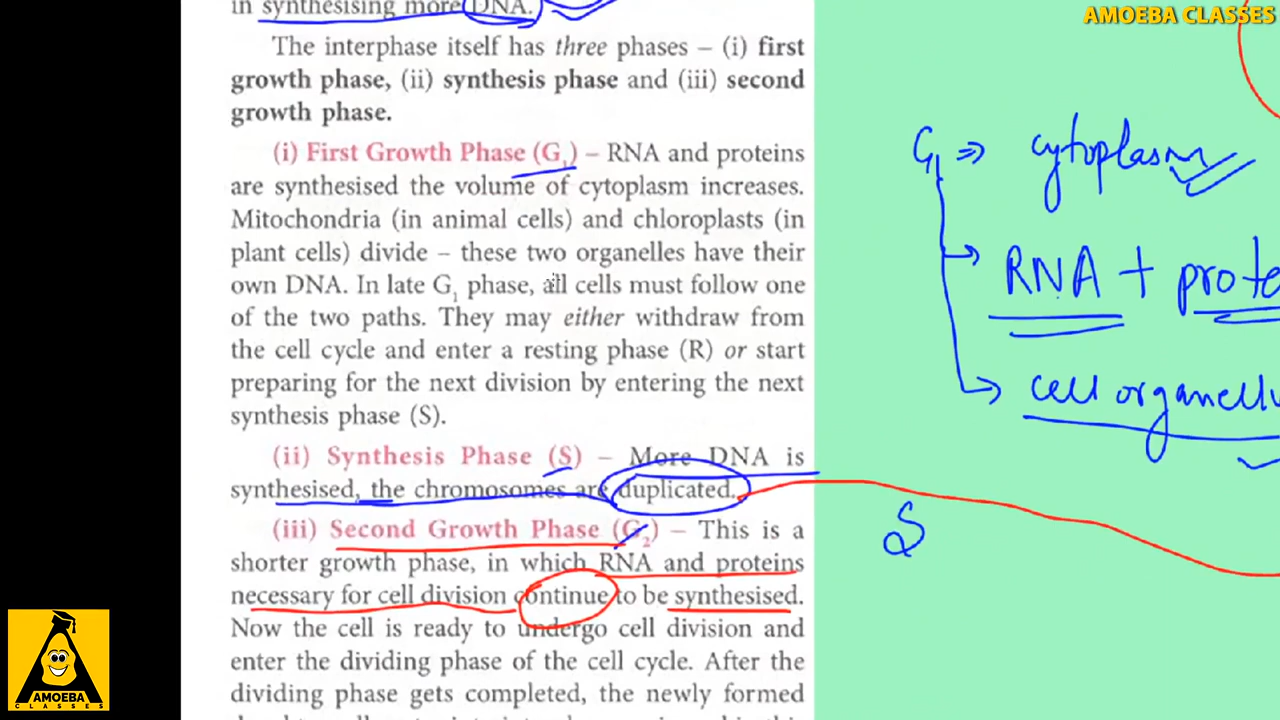 in synthesising more DNA.
AMOEBA CLASSES
The interphase itself has three phases – (i) first
growth phase, (ii) synthesis phase and (iii) second
growth phase.
(i) First Growth Phase (G₁) – RNA and proteins
are synthesised the volume of cytoplasm increases.
Mitochondria (in animal cells) and chloroplasts (in
plant cells) divide – these two organelles have their
own DNA. In late G₁ phase, all cells must follow one
of the two paths. They may either withdraw from
the cell cycle and enter a resting phase (R) or start
preparing for the next division by entering the next
synthesis phase (S).
(ii) Synthesis Phase (S) – More DNA is
synthesised, the chromosomes are duplicated.
(iii) Second Growth Phase (G₂) – This is a
shorter growth phase, in which RNA and proteins
necessary for cell division continue to be synthesised.
Now the cell is ready to undergo cell division and
enter the dividing phase of the cell cycle. After the
dividing phase gets completed, the newly formed
G₁ ⇒ cytoplasm
RNA + prote
cell organell
S
AMOEBA
CLASSES